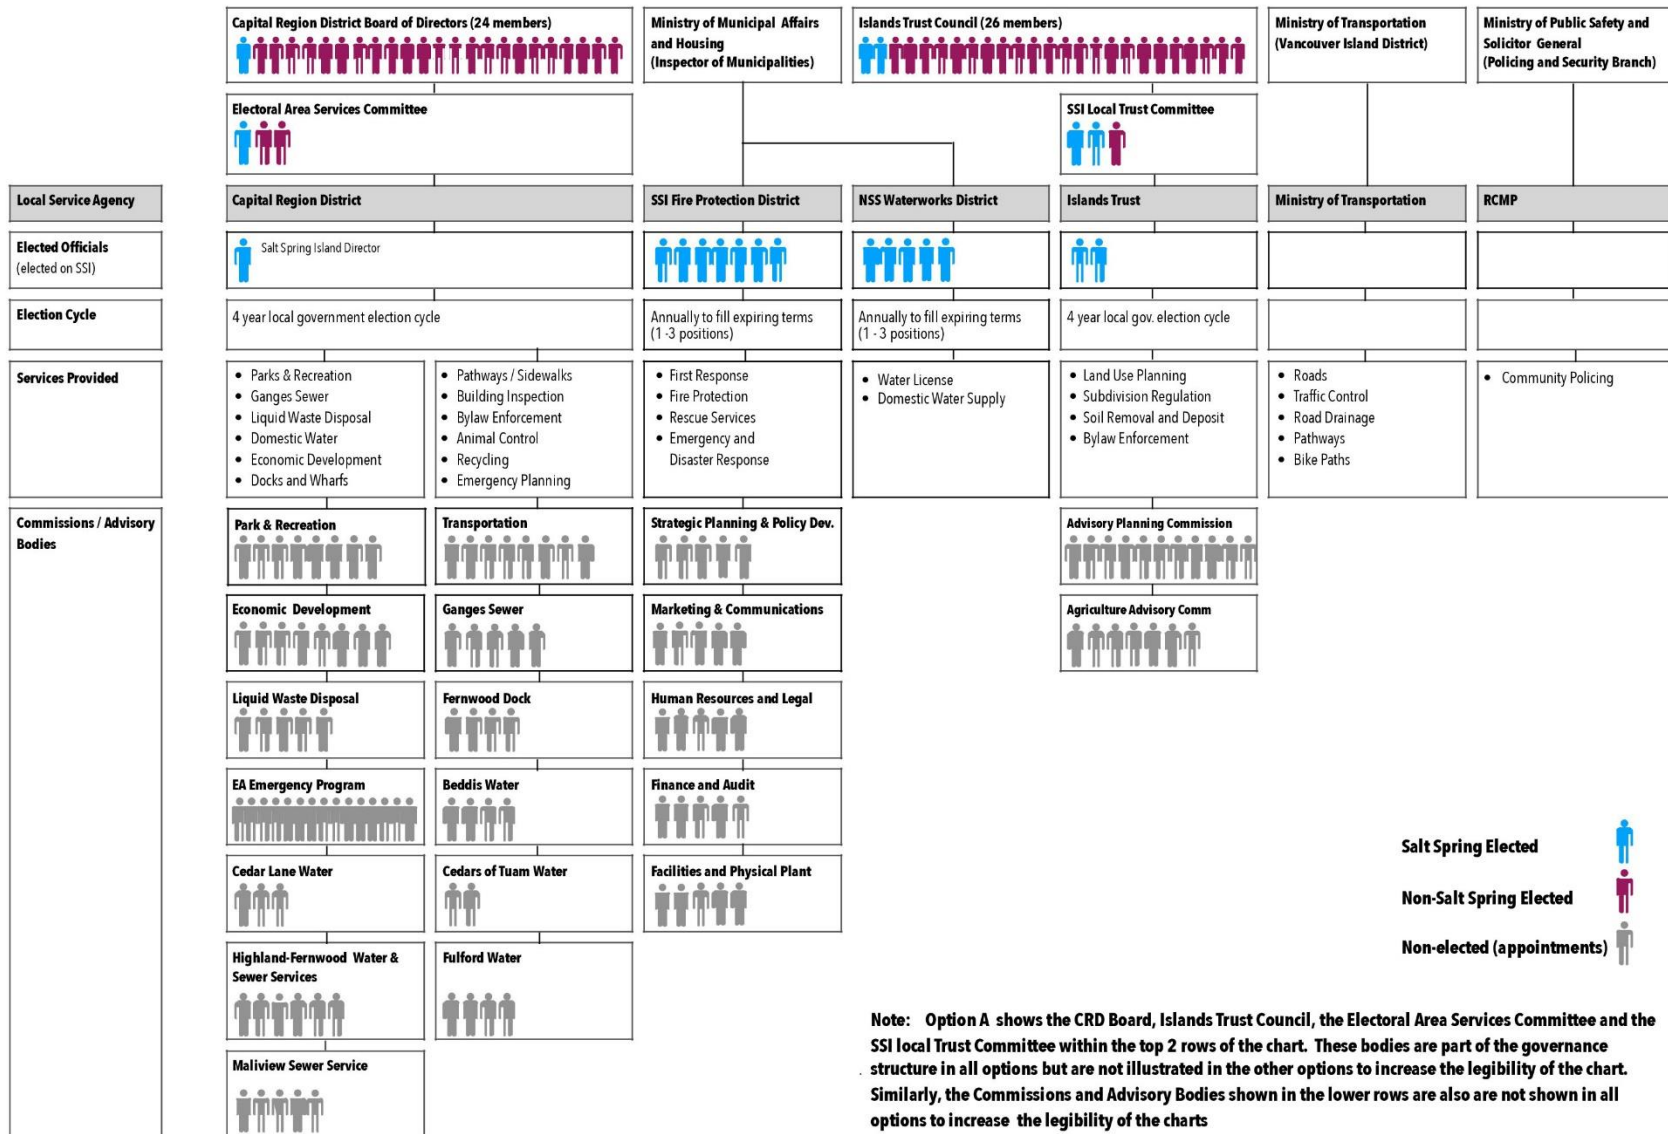 Capital Region District Board of Directors (24 members)
Ministry of Municipal Affairs
and Housing
(Inspector of Municipalities)
Islands Trust Council (26 members)
Ministry of Transportation
(Vancouver Island District)
Ministry of Public Safety and
Solicitor General
(Policing and Security Branch)
Electoral Area Services Committee
SSI Local Trust Committee
Local Service Agency
Capital Region District
SSI Fire Protection District
NSS Waterworks District
Islands Trust
Ministry of Transportation
RCMP
Elected Officials
(elected on SSI)
Salt Spring Island Director
Election Cycle
4 year local government election cycle
Annually to fill expiring terms
(1 -3 positions)
Annually to fill expiring terms
(1 - 3 positions)
4 year local gov. election cycle
Services Provided
• Parks & Recreation
• Ganges Sewer
• Liquid Waste Disposal
• Domestic Water
• Economic Development
• Docks and Wharfs
• Pathways / Sidewalks
• Building Inspection
• Bylaw Enforcement
• Animal Control
• Recycling
• Emergency Planning
• First Response
• Fire Protection
• Rescue Services
• Emergency and
Disaster Response
• Water License
• Domestic Water Supply
• Land Use Planning
• Subdivision Regulation
• Soil Removal and Deposit
• Bylaw Enforcement
• Roads
• Traffic Control
• Road Drainage
• Pathways
• Bike Paths
• Community Policing
Commissions / Advisory
Bodies
Park & Recreation
Transportation
Strategic Planning & Policy Dev.
Advisory Planning Commission
Economic Development
Ganges Sewer
Marketing & Communications
Agriculture Advisory Comm
Liquid Waste Disposal
Fernwood Dock
Human Resources and Legal
EA Emergency Program
Beddis Water
Finance and Audit
Cedar Lane Water
Cedars of Tuam Water
Facilities and Physical Plant
Highland-Fernwood Water &
Sewer Services
Fulford Water
Maliview Sewer Service
Salt Spring Elected
Non-Salt Spring Elected
Non-elected (appointments)
Note: Option A shows the CRD Board, Islands Trust Council, the Electoral Area Services Committee and the
SSI local Trust Committee within the top 2 rows of the chart. These bodies are part of the governance
. structure in all options but are not illustrated in the other options to increase the legibility of the chart.
Similarly, the Commissions and Advisory Bodies shown in the lower rows are also are not shown in all
options to increase the legibility of the charts